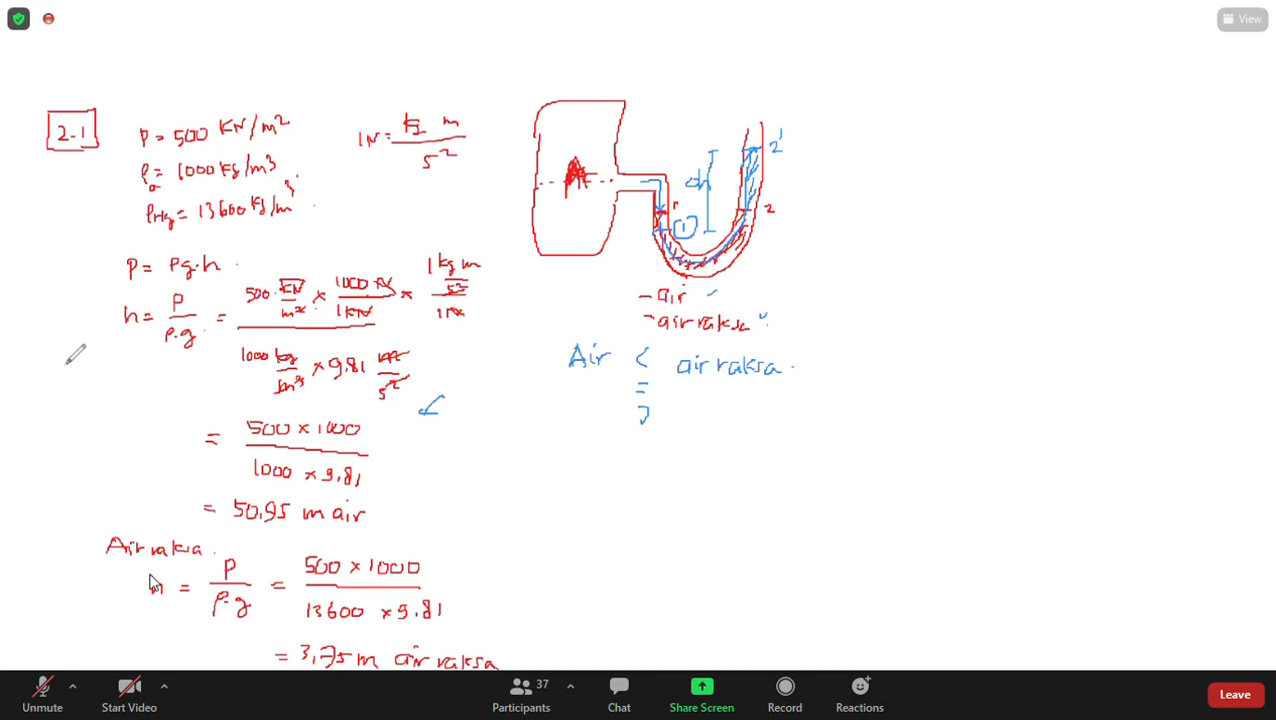 View
2-1
P = 500 KN/m²
1N = kg m / s²
ρa = 1000 kg/m³
ρHg = 13600 kg/m³
P = ρg.h
h = P / ρ.g = 500 KN/m² × 1000 N / 1KN × 1 kg m/s² / 1N
1000 kg/m³ × 9.81 m/s²
= 500 × 1000 / 1000 × 9.81
= 50,95 m air
Air raksa
h = P / ρ.g = 500 × 1000 / 13600 × 9.81
= 3,75 m air raksa
2'
dh
1
2
- air
- air raksa
Air < air raksa
=
>
Unmute
Start Video
37
Participants
Chat
Share Screen
Record
Reactions
Leave